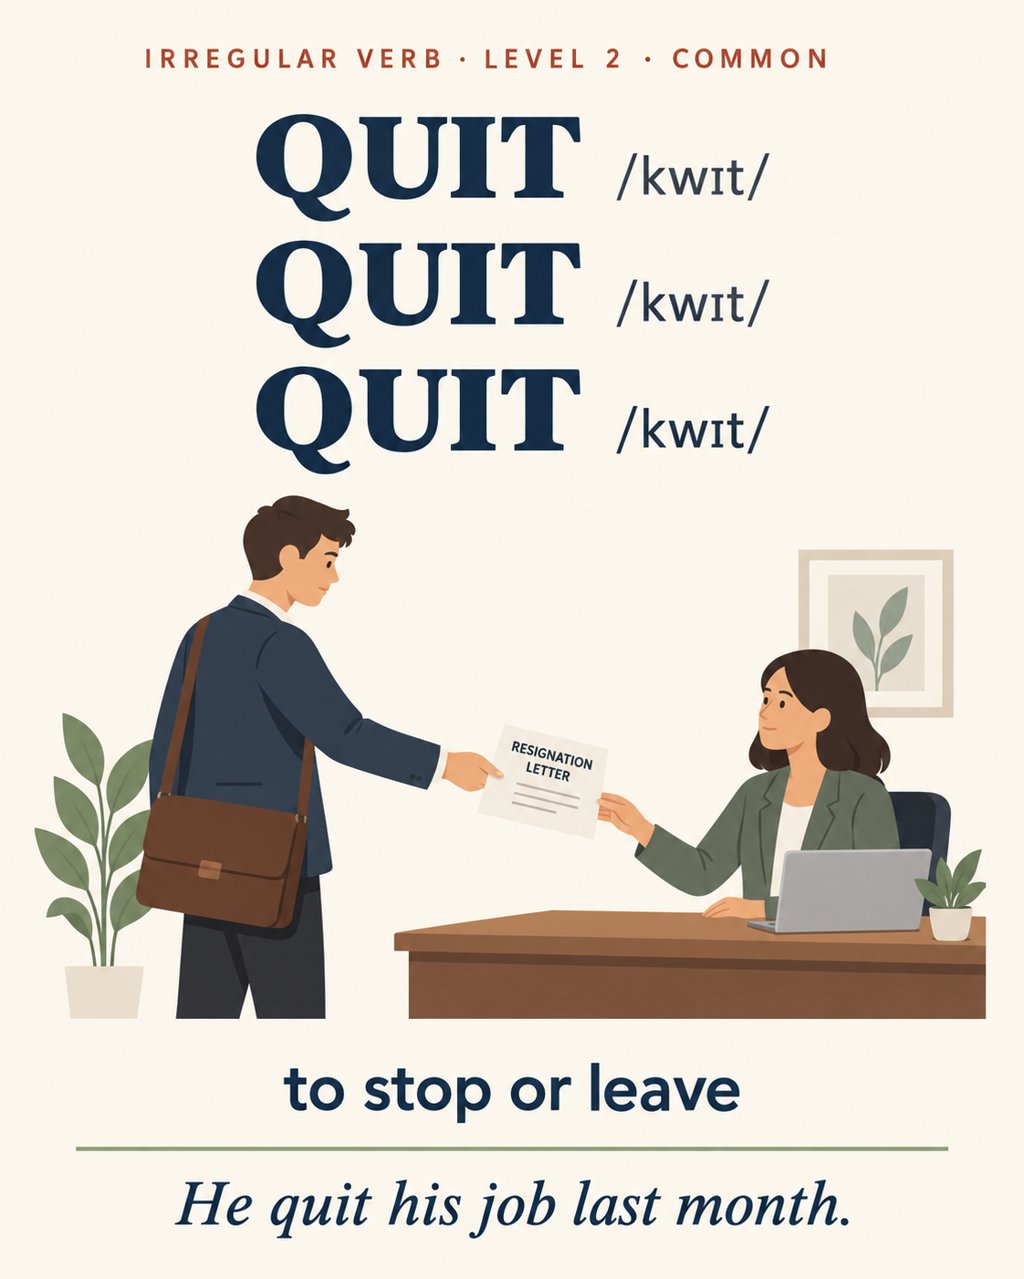 IRREGULAR VERB · LEVEL 2 · COMMON
QUIT /kwɪt/
QUIT /kwɪt/
QUIT /kwɪt/
RESIGNATION
LETTER
to stop or leave
He quit his job last month.